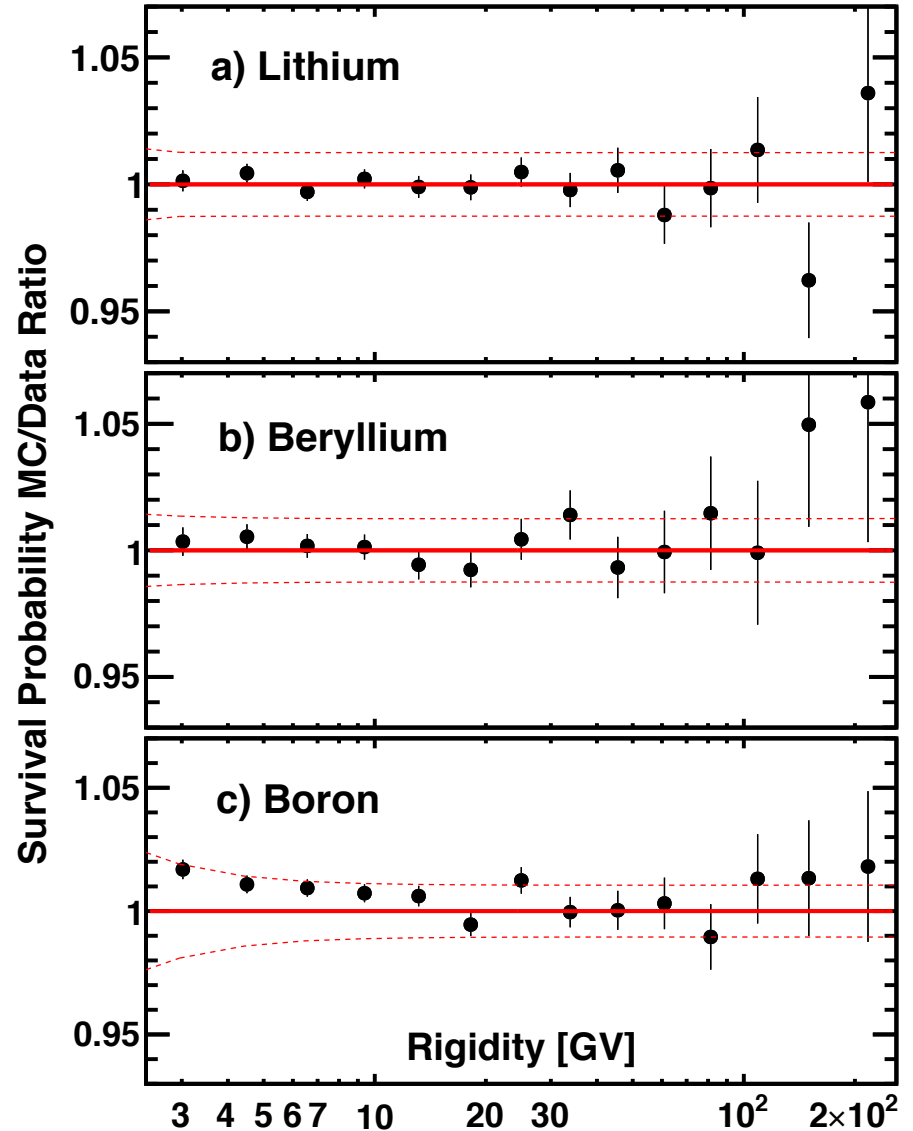 Survival Probability MC/Data Ratio
a) Lithium
1.05
1
0.95
b) Beryllium
1.05
1
0.95
c) Boron
1.05
1
0.95
Rigidity [GV]
3 4 5 6 7 10 20 30 10² 2×10²